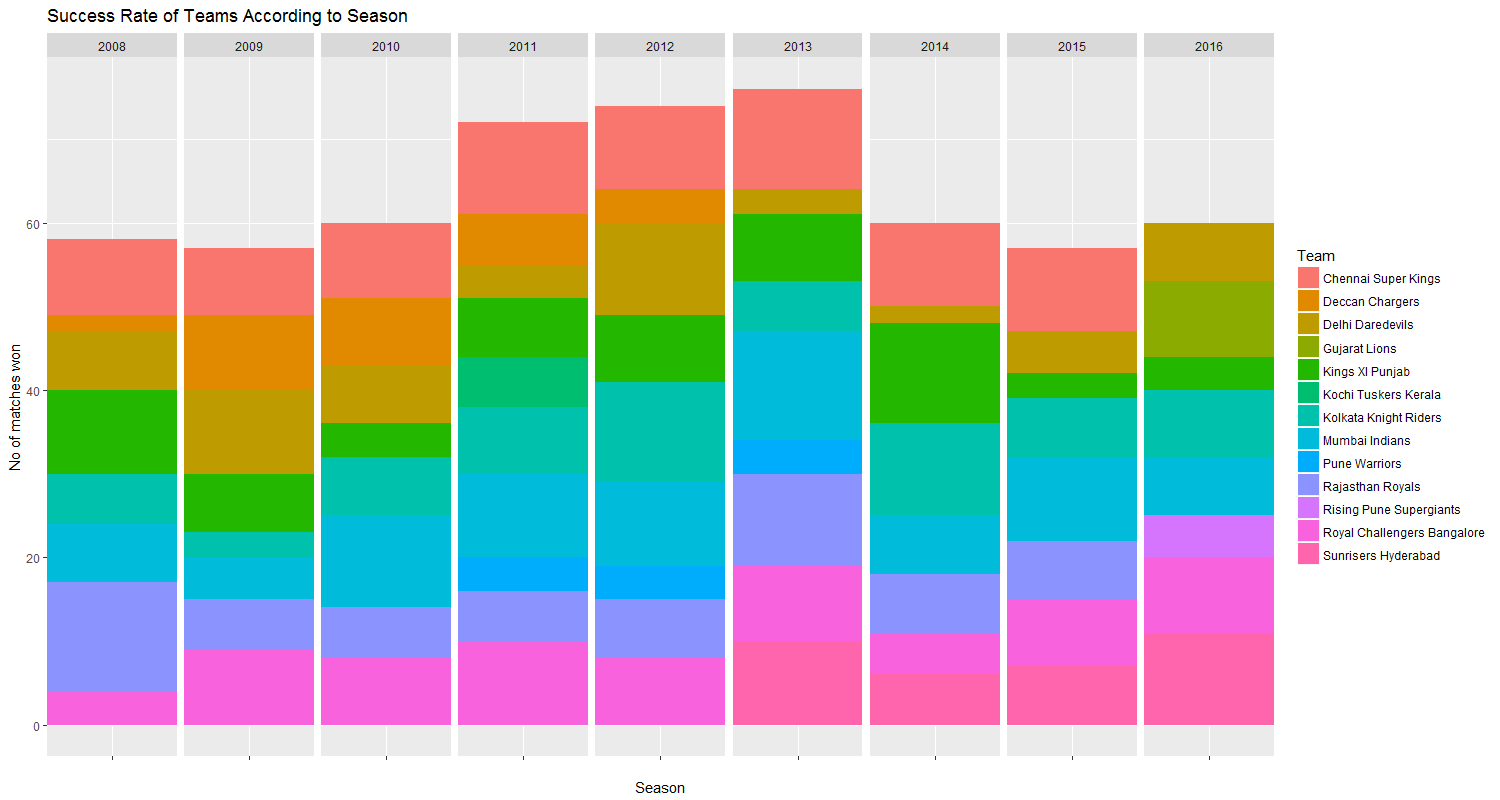 Success Rate of Teams According to Season
2008 2009 2010 2011 2012 2013 2014 2015 2016
No of matches won
60
40
20
0
Season
Team
Chennai Super Kings
Deccan Chargers
Delhi Daredevils
Gujarat Lions
Kings XI Punjab
Kochi Tuskers Kerala
Kolkata Knight Riders
Mumbai Indians
Pune Warriors
Rajasthan Royals
Rising Pune Supergiants
Royal Challengers Bangalore
Sunrisers Hyderabad